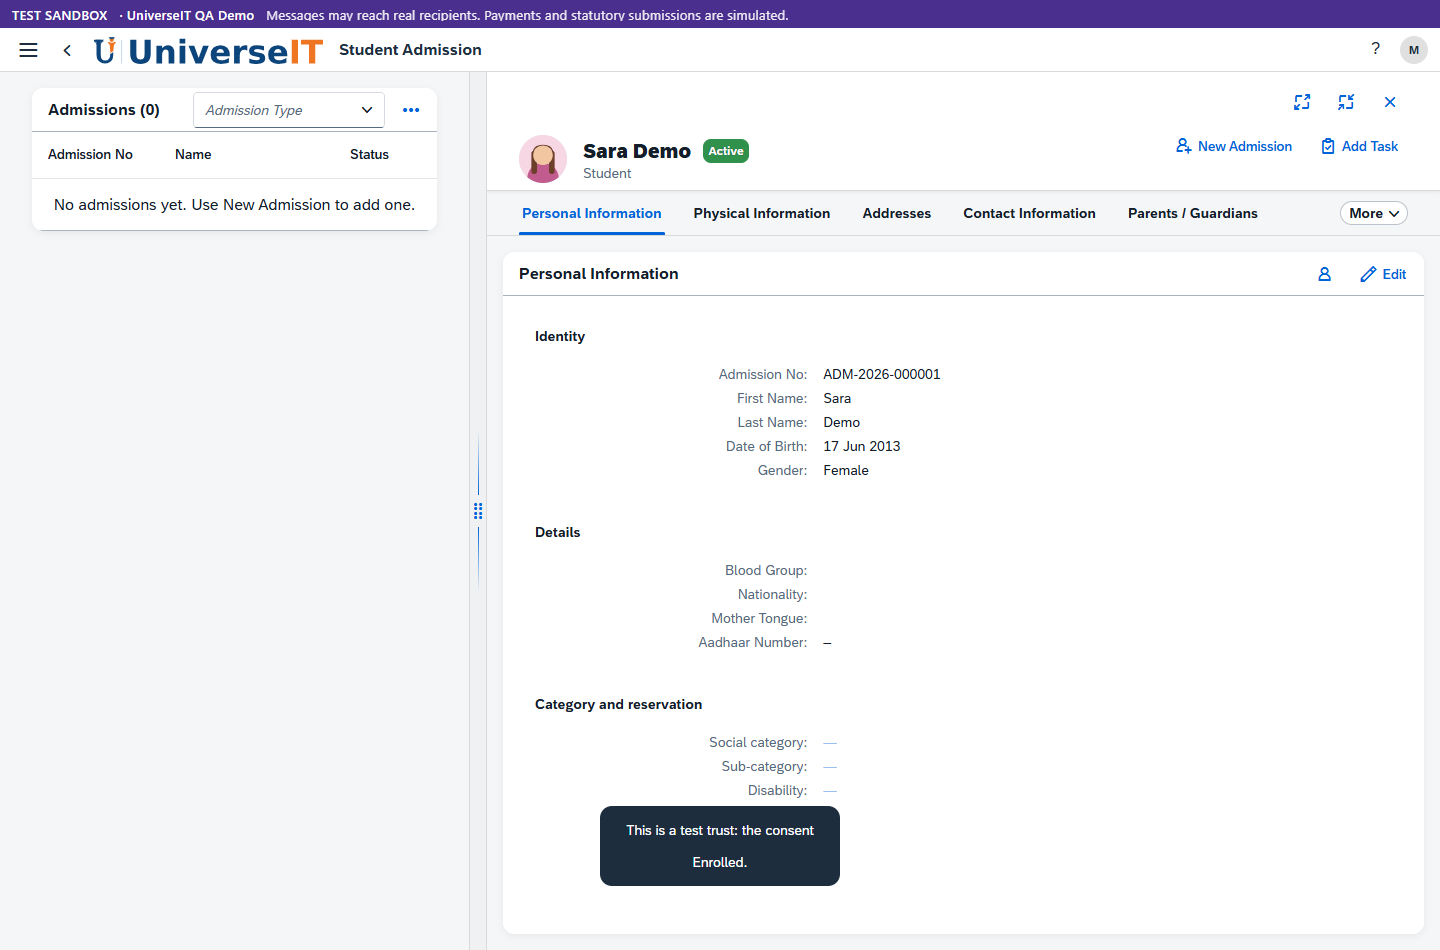 TEST SANDBOX · UniverseIT QA Demo Messages may reach real recipients. Payments and statutory submissions are simulated.
UniverseIT Student Admission ? M
Admissions (0) Admission Type
Admission No Name Status
No admissions yet. Use New Admission to add one.
Sara Demo Active
Student
New Admission Add Task
Personal Information Physical Information Addresses Contact Information Parents / Guardians More
Personal Information Edit
Identity
Admission No: ADM-2026-000001
First Name: Sara
Last Name: Demo
Date of Birth: 17 Jun 2013
Gender: Female
Details
Blood Group:
Nationality:
Mother Tongue:
Aadhaar Number: –
Category and reservation
Social category: —
Sub-category: —
Disability: —
This is a test trust: the consent
Enrolled.